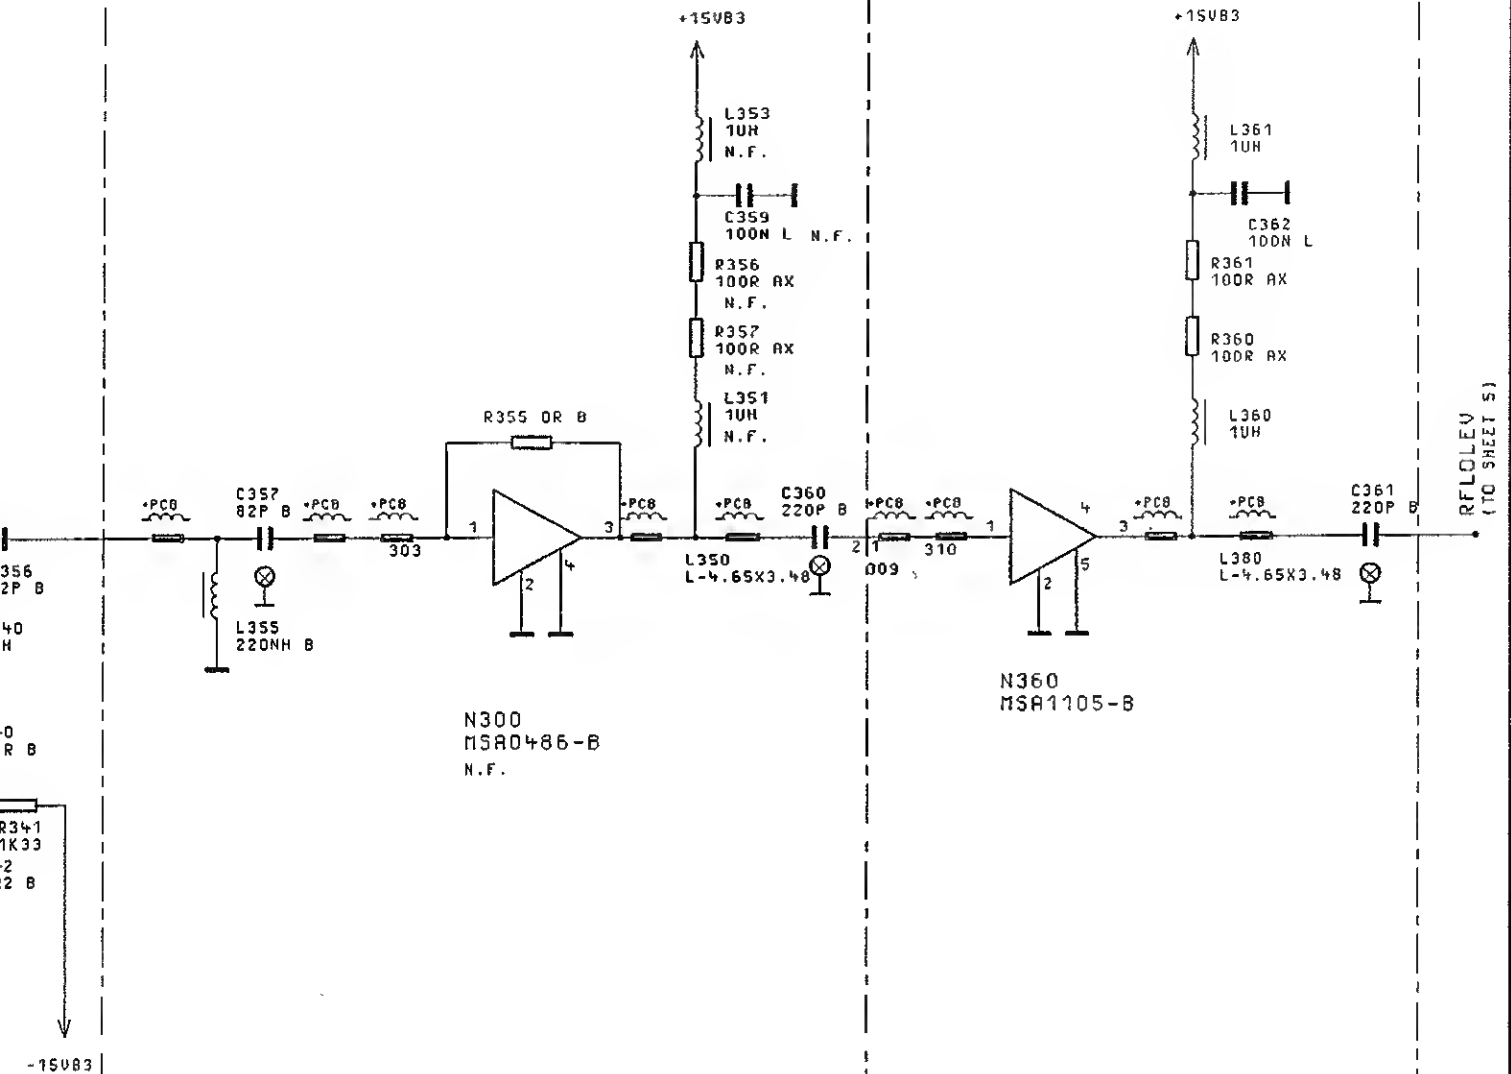 +15VB3
+15VB3
L353
1UH
N.F.
L361
1UH
C359
100N L N.F.
C362
100N L
R356
100R AX
N.F.
R361
100R AX
R357
100R AX
N.F.
R360
100R AX
L351
1UH
N.F.
L360
1UH
R355 0R B
RFLOLEV
(TO SHEET 5)
+PCB
C357
82P B
+PCB
+PCB
1
303
3
+PCB
+PCB
C360
220P B
2
1
+PCB
+PCB
009
310
1
4
3
+PCB
+PCB
C361
220P B
2
4
2
5
L350
L-4.65X3.48
L380
L-4.65X3.48
356
2P B
40
H
L355
220NH B
N360
MSA1105-B
N300
MSA0486-B
N.F.
R B
R341
1K33
-2
2 B
-15VB3